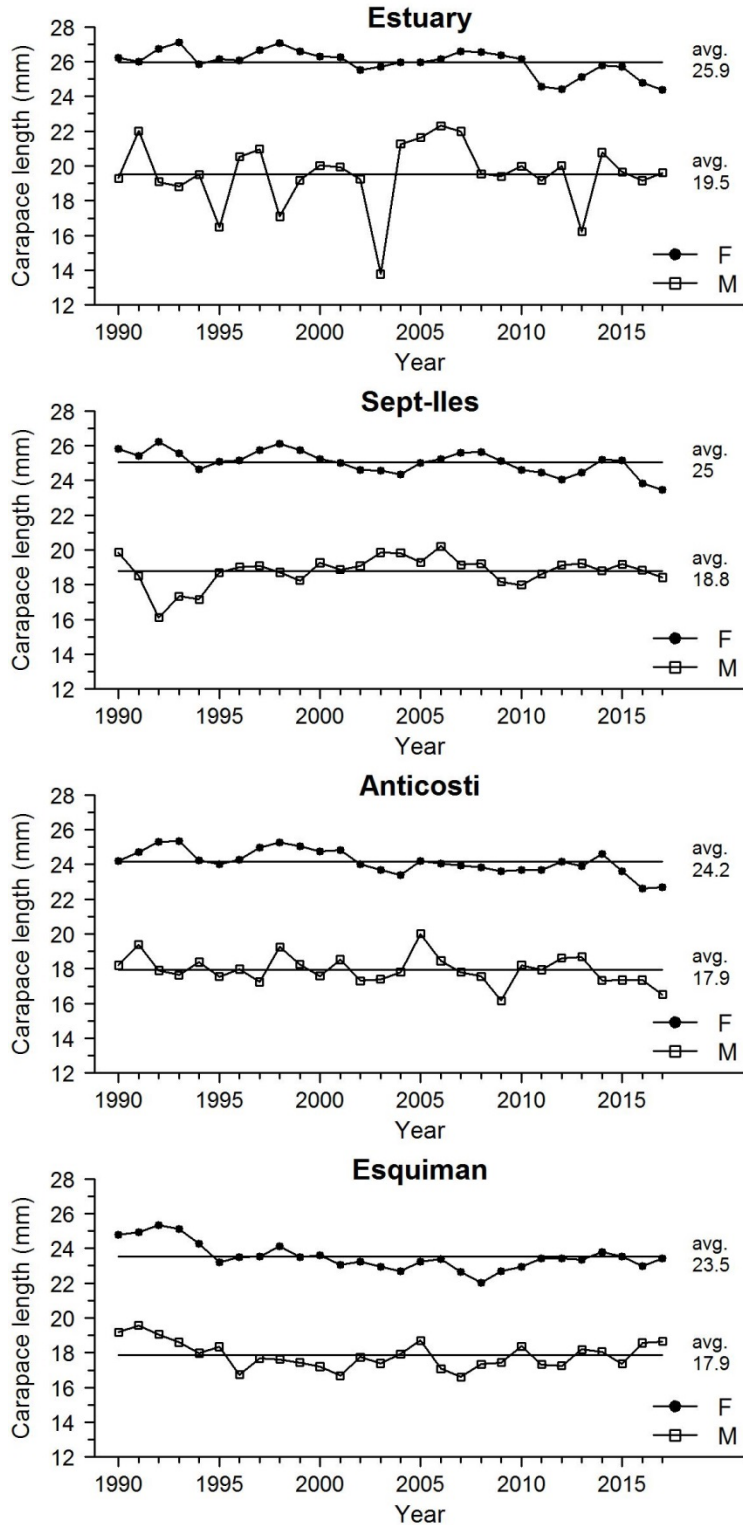 Estuary
Carapace length (mm)
28
26
24
22
20
18
16
14
12
avg.
25.9
avg.
19.5
F
M
1990 1995 2000 2005 2010 2015
Year
Sept-Iles
Carapace length (mm)
28
26
24
22
20
18
16
14
12
avg.
25
avg.
18.8
F
M
1990 1995 2000 2005 2010 2015
Year
Anticosti
Carapace length (mm)
28
26
24
22
20
18
16
14
12
avg.
24.2
avg.
17.9
F
M
1990 1995 2000 2005 2010 2015
Year
Esquiman
Carapace length (mm)
28
26
24
22
20
18
16
14
12
avg.
23.5
avg.
17.9
F
M
1990 1995 2000 2005 2010 2015
Year